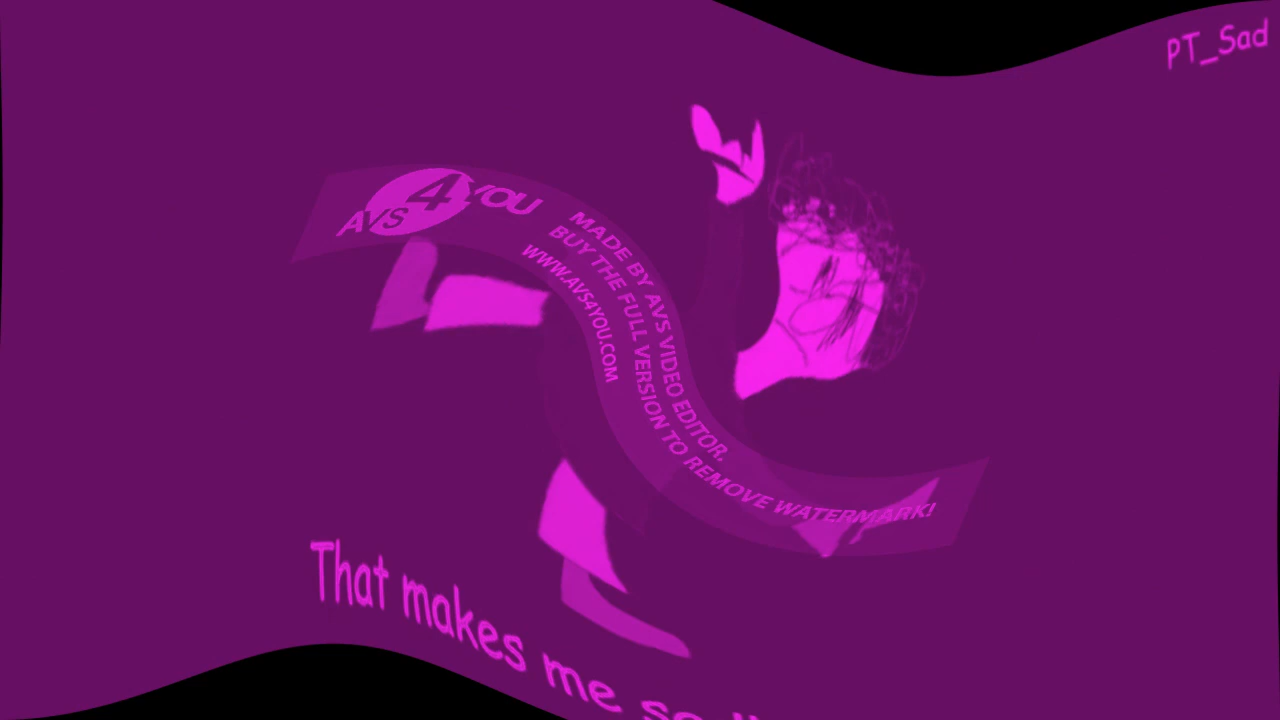 PT_Sad
AVS4YOU
MADE BY AVS VIDEO EDITOR.
BUY THE FULL VERSION TO REMOVE WATERMARK!
WWW.AVS4YOU.COM
That makes me